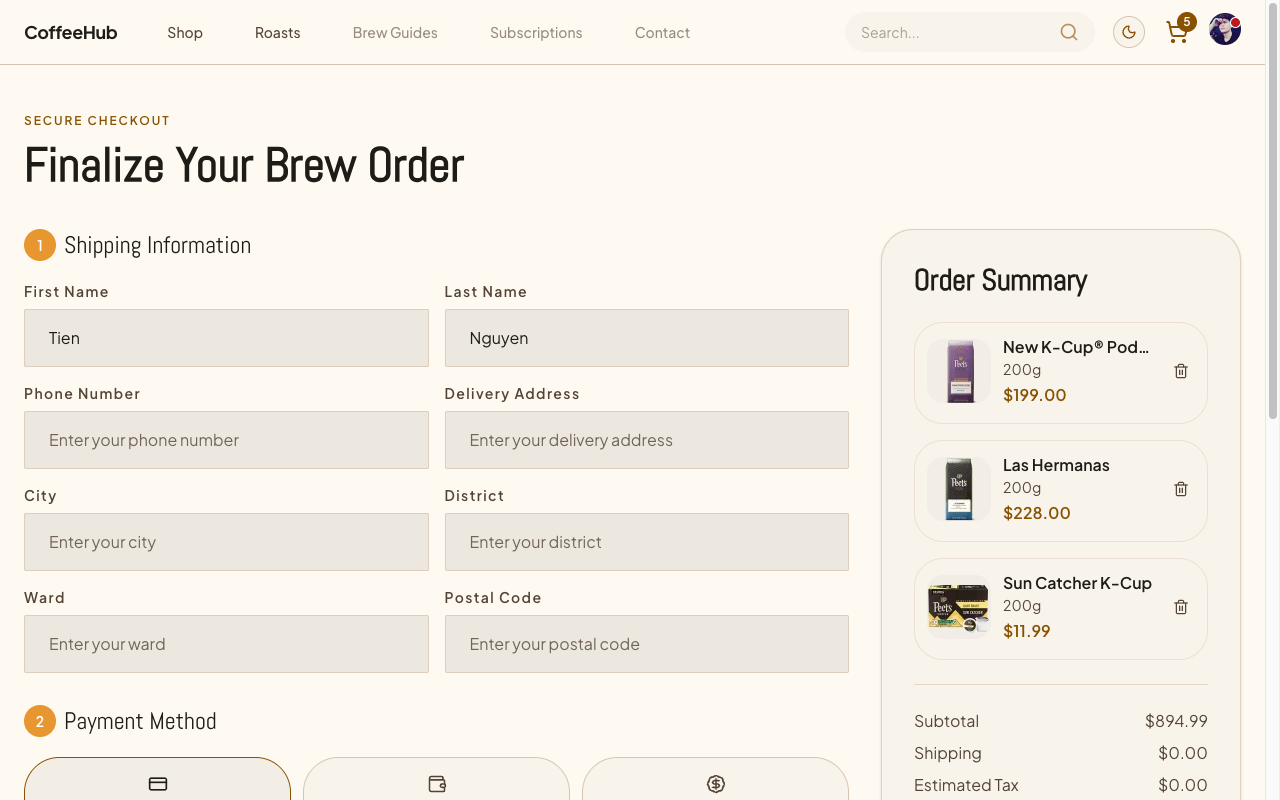 CoffeeHub
Shop
Roasts
Brew Guides
Subscriptions
Contact
Search...
5
SECURE CHECKOUT
Finalize Your Brew Order
1 Shipping Information
First Name
Tien
Last Name
Nguyen
Phone Number
Enter your phone number
Delivery Address
Enter your delivery address
City
Enter your city
District
Enter your district
Ward
Enter your ward
Postal Code
Enter your postal code
2 Payment Method
Order Summary
Peet's
New K-Cup® Pod...
200g
$199.00
Peet's
Las Hermanas
200g
$228.00
Peet's
Sun Catcher K-Cup
200g
$11.99
Subtotal $894.99
Shipping $0.00
Estimated Tax $0.00